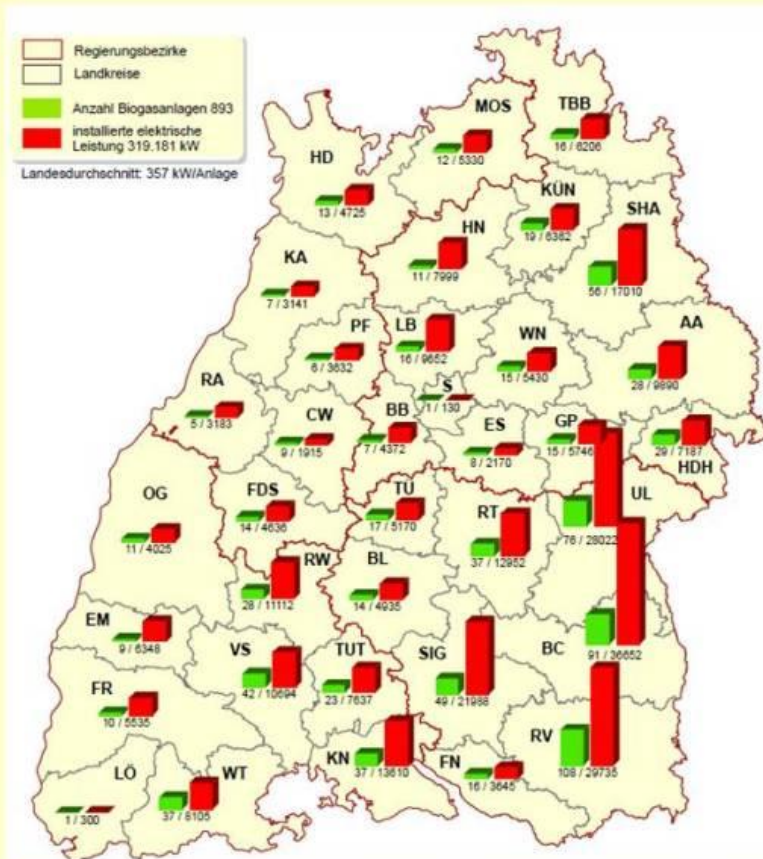 Regierungsbezirke
Landkreise
Anzahl Biogasanlagen 893
installierte elektrische
Leistung 319.181 kW
Landesdurchschnitt: 357 kW/Anlage
MOS
12 / 5330
TBB
16 / 6206
HD
13 / 4725
KÜN
19 / 6362
HN
11 / 7999
SHA
56 / 17010
KA
7 / 3141
PF
6 / 3632
LB
16 / 9652
WN
15 / 5430
AA
28 / 9890
S
1 / 130
RA
5 / 3183
CW
9 / 1915
BB
7 / 4372
ES
8 / 2170
GP
15 / 5746
29 / 7187
HDH
OG
11 / 4025
FDS
14 / 4636
TÜ
17 / 5170
RT
37 / 12952
UL
76 / 28022
RW
28 / 11112
BL
14 / 4935
EM
9 / 6348
VS
42 / 10694
TUT
23 / 7637
SIG
49 / 21988
BC
91 / 36652
FR
10 / 5535
LÖ
1 / 300
WT
37 / 8105
KN
37 / 13610
FN
16 / 3645
RV
108 / 29735